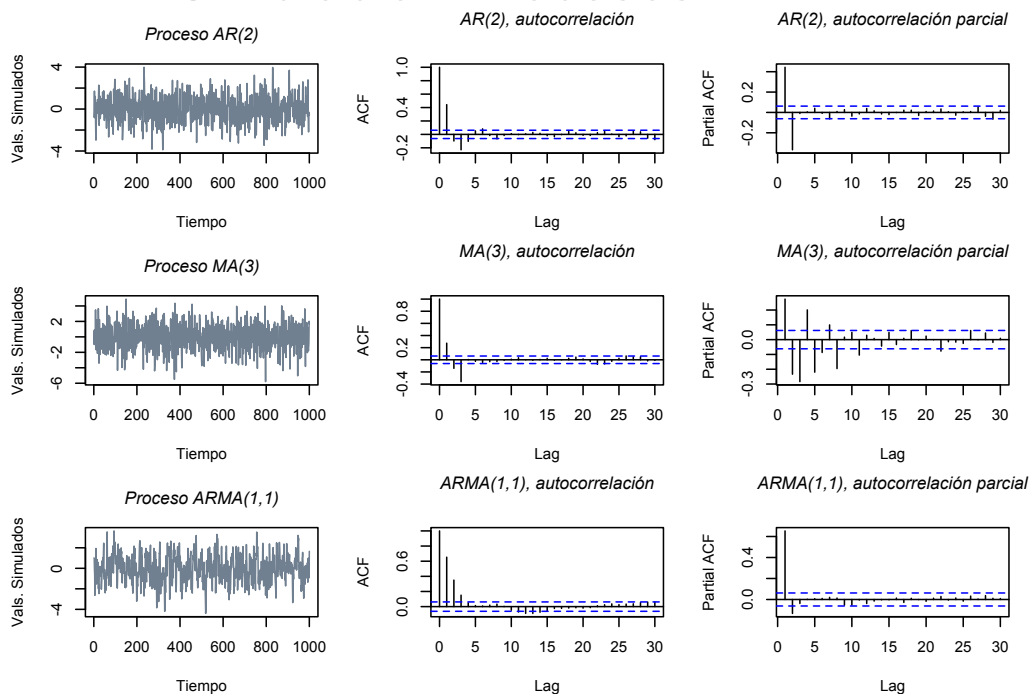 Proceso AR(2)
AR(2), autocorrelación
AR(2), autocorrelación parcial
Vals. Simulados
4
0
-4
0 200 400 600 800 1000
Tiempo
ACF
1.0
0.4
-0.2
0 5 10 15 20 25 30
Lag
Partial ACF
0.2
-0.2
0 5 10 15 20 25 30
Lag
Proceso MA(3)
MA(3), autocorrelación
MA(3), autocorrelación parcial
Vals. Simulados
2
-2
-6
0 200 400 600 800 1000
Tiempo
ACF
0.8
0.2
-0.4
0 5 10 15 20 25 30
Lag
Partial ACF
0.0
-0.3
0 5 10 15 20 25 30
Lag
Proceso ARMA(1,1)
ARMA(1,1), autocorrelación
ARMA(1,1), autocorrelación parcial
Vals. Simulados
0
-4
0 200 400 600 800 1000
Tiempo
ACF
0.6
0.0
0 5 10 15 20 25 30
Lag
Partial ACF
0.4
0.0
0 5 10 15 20 25 30
Lag